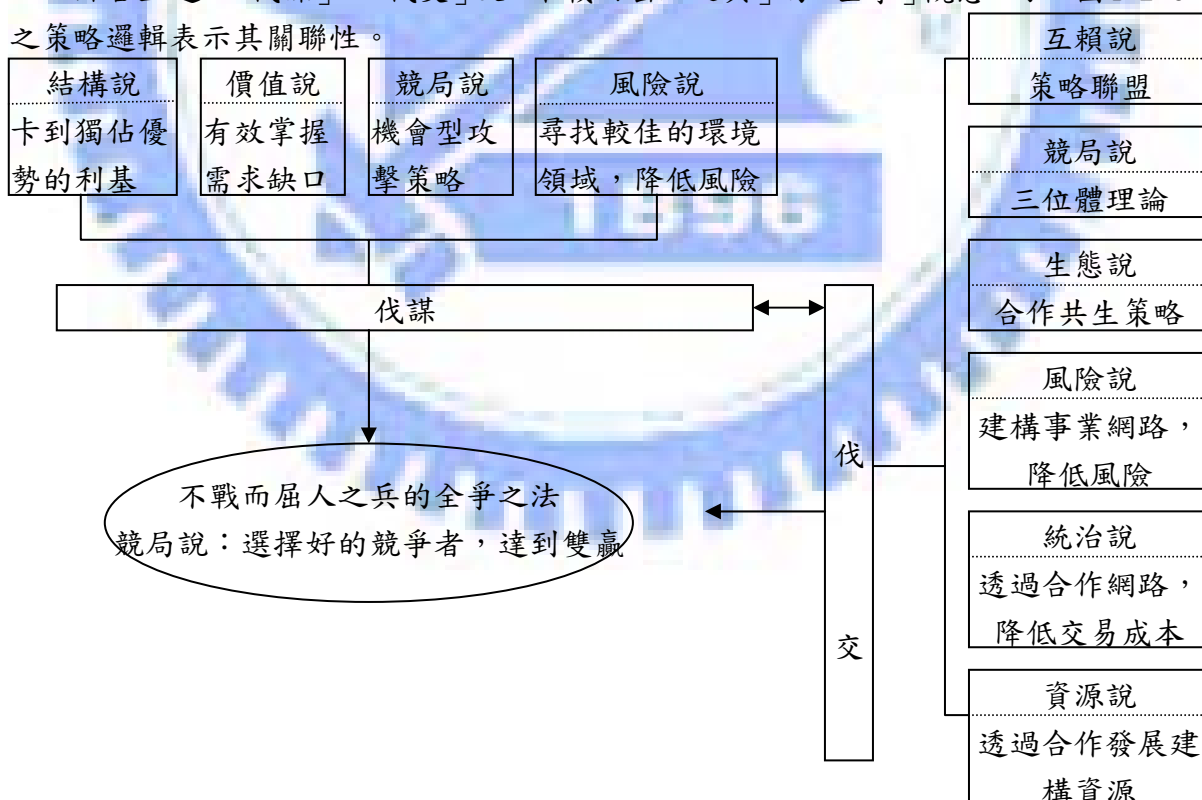 之策略邏輯表示其關聯性。
結構說
卡到獨佔優
勢的利基
價值說
有效掌握
需求缺口
競局說
機會型攻
擊策略
風險說
尋找較佳的環境
領域,降低風險
伐謀
不戰而屈人之兵的全爭之法
競局說:選擇好的競爭者,達到雙贏
伐
交
互賴說
策略聯盟
競局說
三位體理論
生態說
合作共生策略
風險說
建構事業網路,
降低風險
統治說
透過合作網路,
降低交易成本
資源說
透過合作發展建
構資源
1896